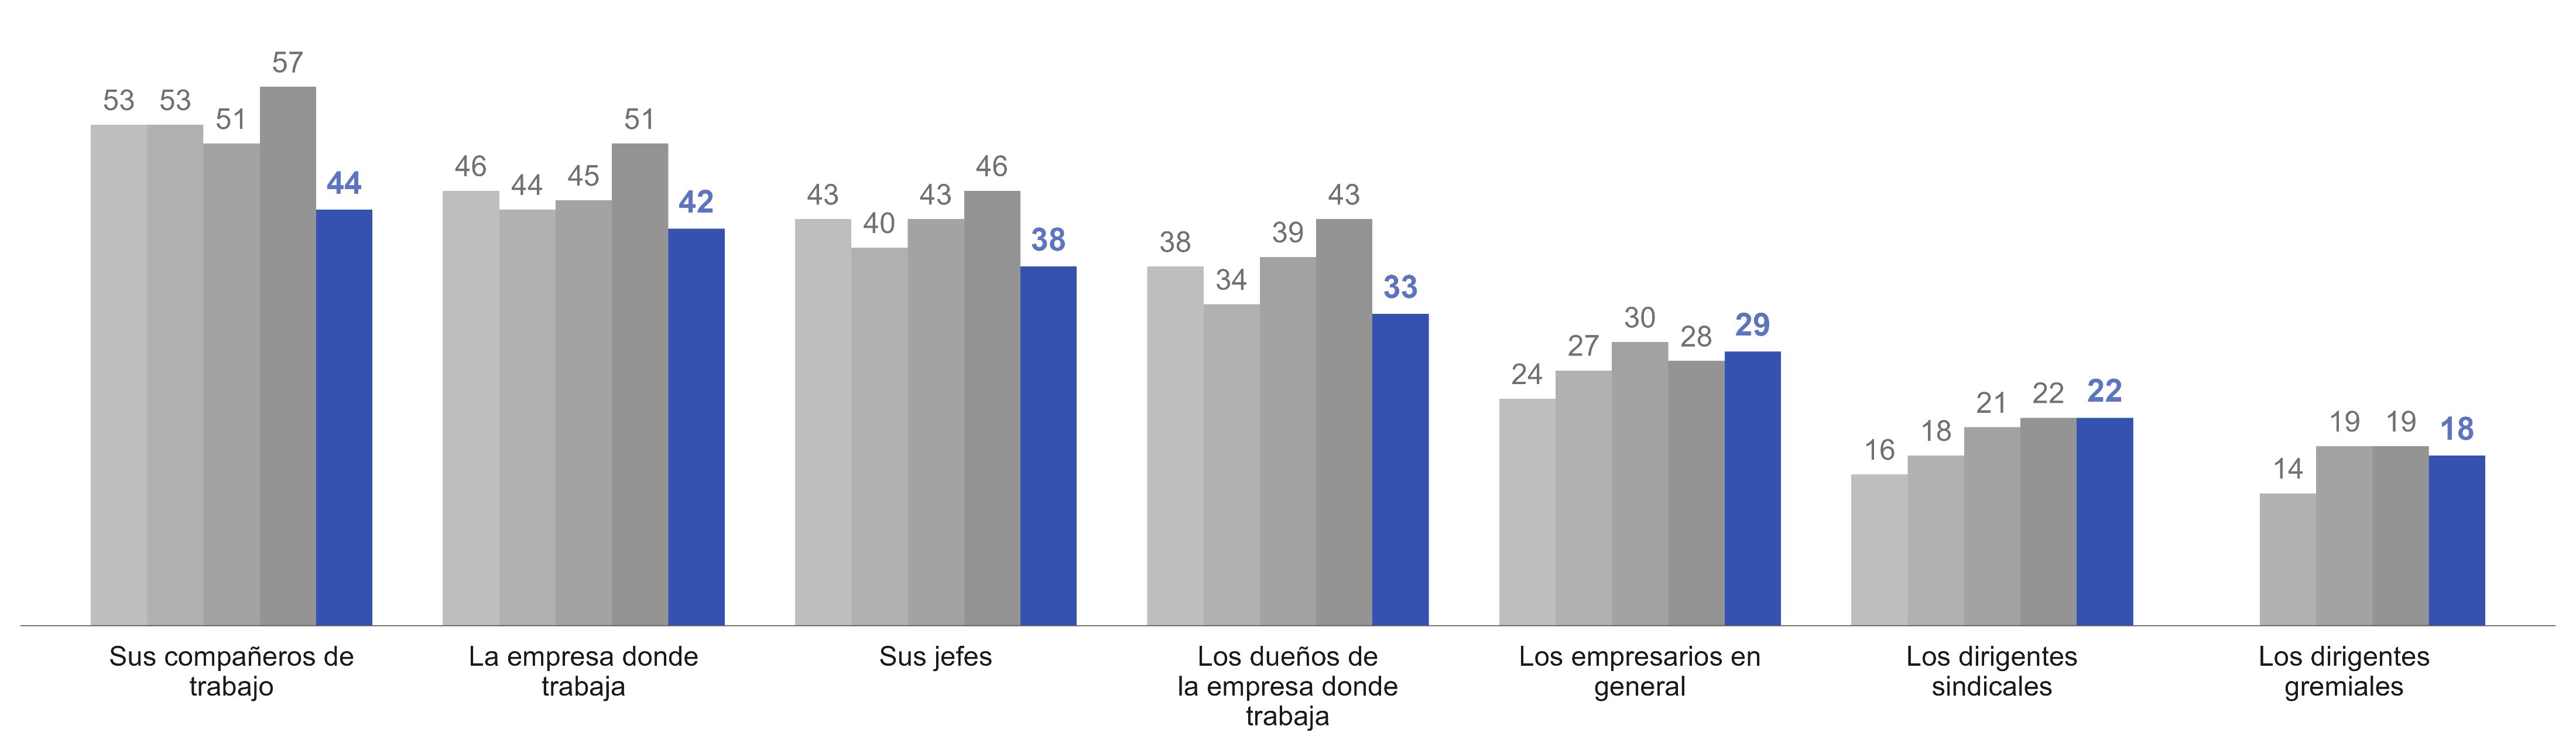 53 53 51 57 44
46 44 45 51 42
43 40 43 46 38
38 34 39 43 33
24 27 30 28 29
16 18 21 22 22
14 19 19 18
Sus compañeros de
trabajo
La empresa donde
trabaja
Sus jefes
Los dueños de
la empresa donde
trabaja
Los empresarios en
general
Los dirigentes
sindicales
Los dirigentes
gremiales